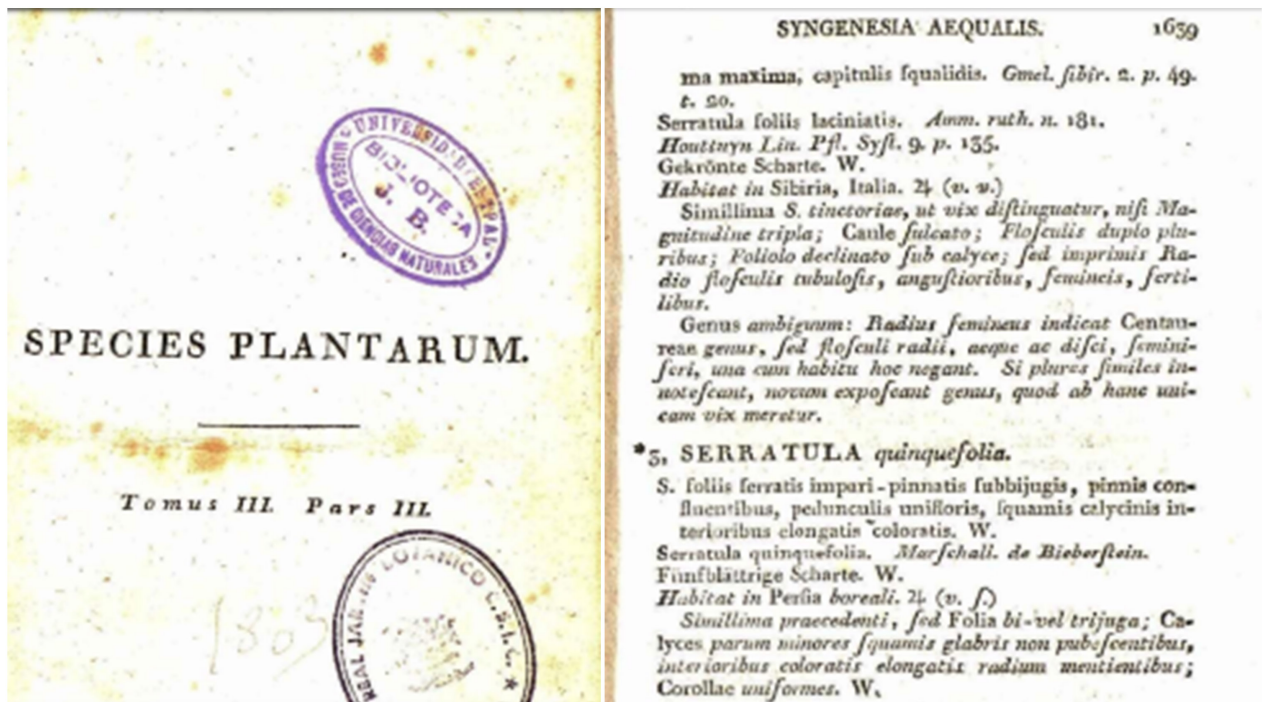 UNIVERSIDAD CENTRAL
MUSEO DE CIENCIAS NATURALES
BIBLIOTECA
J. B.
SPECIES PLANTARUM.
Tomus III. Pars III.
1803
REAL JARDIN BOTANICO C.S.I.C. *
SYNGENESIA AEQUALIS. 1639
ma maxima, capitulis ſqualidis. Gmel. ſibir. 2. p. 49.
t. 20.
Serratula foliis laciniatis. Amm. ruth. n. 181.
Houttuyn Lin. Pfl. Syſt. 9. p. 135.
Gekrönte Scharte. W.
Habitat in Sibiria, Italia. ♃ (v. v.)
Simillima S. tinctoriae, ut vix diſtinguatur, niſi Ma-
gnitudine tripla; Caule ſulcato; Floſculis duplo plu-
ribus; Foliolo declinato ſub calyce; ſed imprimis Ra-
dio floſculis tubuloſis, anguſtioribus, femineis, ferti-
libus.
Genus ambiguum: Radius femineus indicat Centau-
reae genus, ſed floſculi radii, aeque ac diſci, ſemini-
feri, una cum habitu hoc negant. Si plures ſimiles in-
noteſcant, novum expoſcant genus, quod ab hanc uni-
cam vix meretur.
*3. SERRATULA quinquefolia.
S. foliis ſerratis impari-pinnatis ſubbijugis, pinnis con-
fluentibus, pedunculis unifloris, ſquamis calycinis in-
terioribus elongatis coloratis. W.
Serratula quinquefolia. Marſchall. de Bieberſtein.
Fünfblättrige Scharte. W.
Habitat in Perſia boreali. ♃ (v. ſ.)
Simillima praecedenti, ſed Folia bi-vel trijuga; Ca-
lyces parum minores ſquamis glabris non pubeſcentibus,
interioribus coloratis elongatis radium mentientibus;
Corollae uniformes. W.